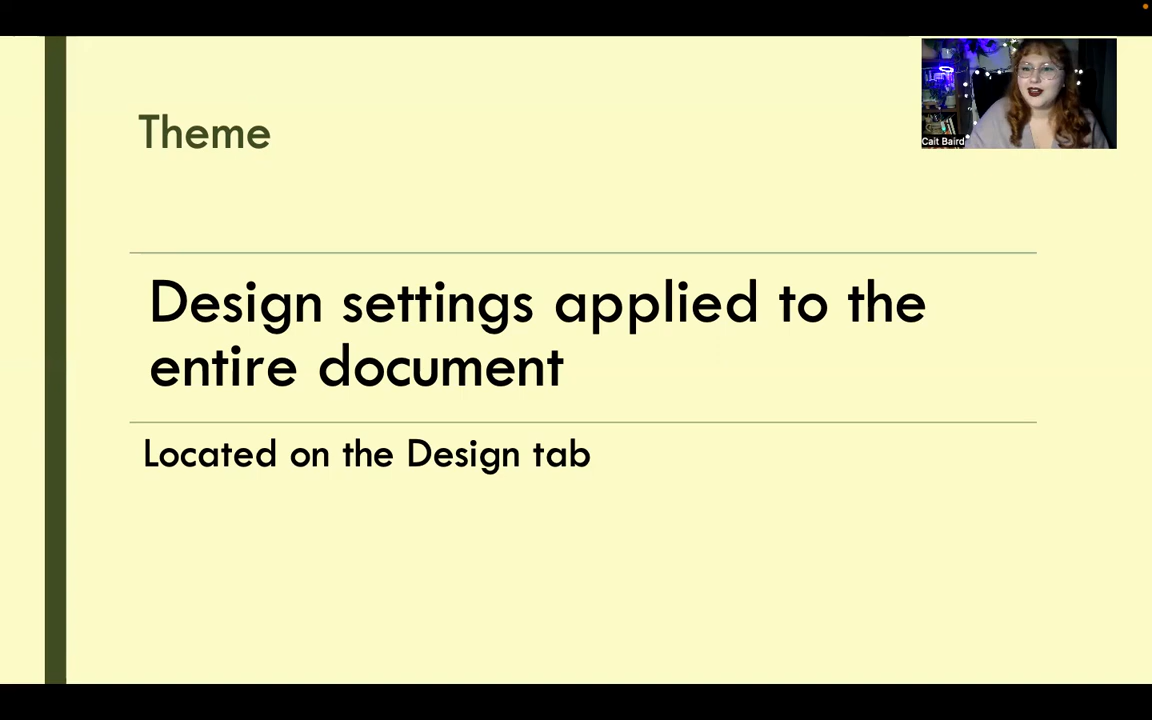 Theme
Cait Baird
Design settings applied to the
entire document
Located on the Design tab